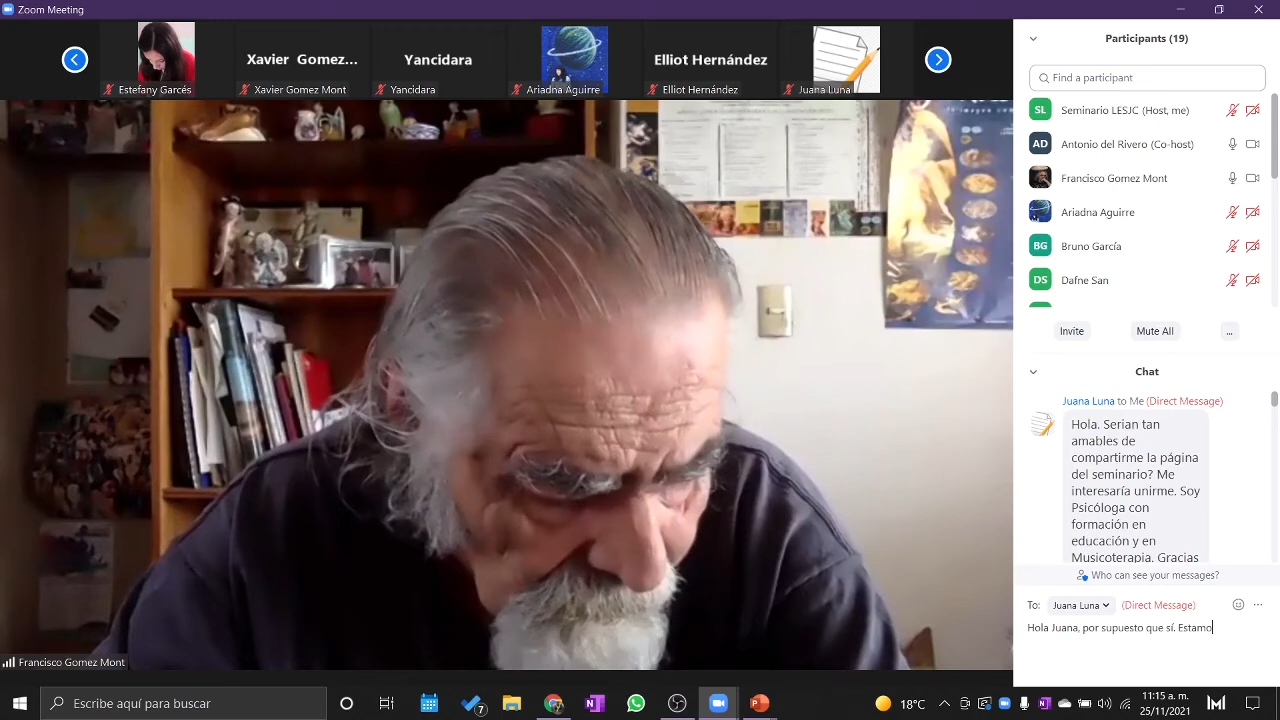 Zoom Meeting
Xavier Gomez...
Yancidara
Elliot Hernández
Estefany Garcés
Xavier Gomez Mont
Yancidara
Ariadna Aguirre
Elliot Hernández
Juana Luna
Francisco Gomez Mont
Participants (19)
Find a participant
SL Seminario LESJC (Host, me)
AD Antonio del Rivero (Co-host)
Francisco Gomez Mont
Ariadna Aguirre
BG Bruno García
DS Dafne San
Invite
Mute All
...
Chat
Juana Luna to Me (Direct Message)
Hola. Serian tan
amables de
compartirme la página
del seminario? Me
interesaría unirme. Soy
Psicóloga con
formación en
educación y en
Musicoterapia. Gracias
Who can see your messages?
To: Juana Luna (Direct Message)
Hola Juana, por supuesto que sí. Estamo
Escribe aquí para buscar
7
18°C
11:15 a. m.
25/11/2021